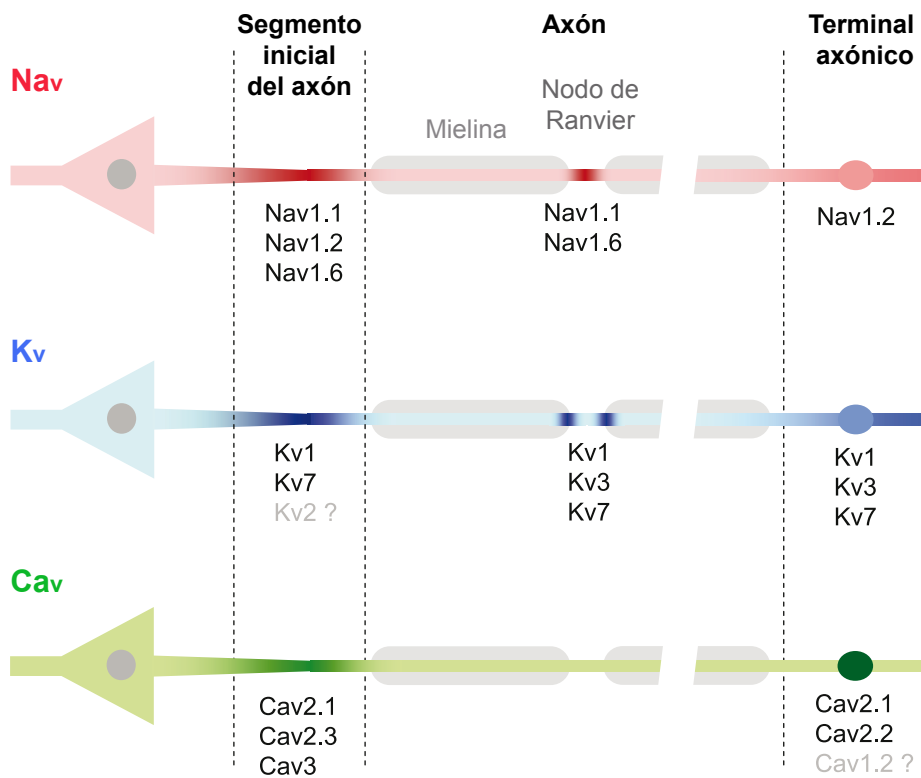 Segmento
inicial
del axón
Axón
Terminal
axónico
Nav
Mielina
Nodo de
Ranvier
Nav1.1
Nav1.2
Nav1.6
Nav1.1
Nav1.6
Nav1.2
Kv
Kv1
Kv7
Kv2 ?
Kv1
Kv3
Kv7
Kv1
Kv3
Kv7
Cav
Cav2.1
Cav2.3
Cav3
Cav2.1
Cav2.2
Cav1.2 ?